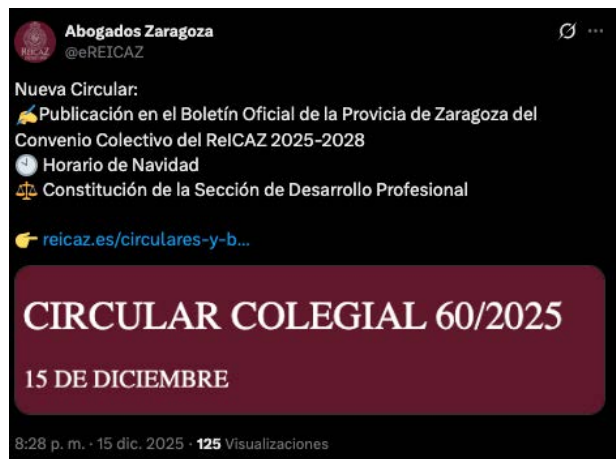 Abogados Zaragoza
@eREICAZ
Nueva Circular:
✍️Publicación en el Boletín Oficial de la Provicia de Zaragoza del
Convenio Colectivo del ReICAZ 2025-2028
🕙 Horario de Navidad
⚖️ Constitución de la Sección de Desarrollo Profesional
👉 reicaz.es/circulares-y-b...
CIRCULAR COLEGIAL 60/2025
15 DE DICIEMBRE
8:28 p. m. · 15 dic. 2025 · 125 Visualizaciones